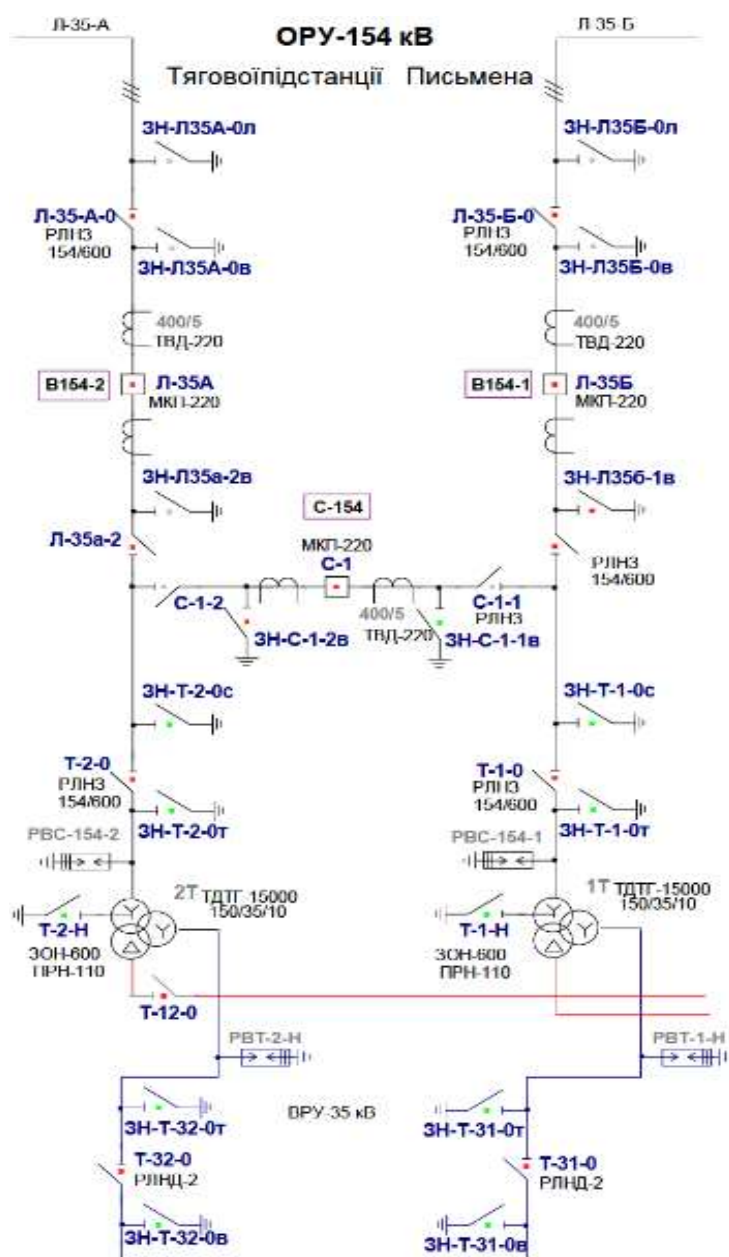 Л-35-А
ОРУ-154 кВ
Л 35 Б
Тяговоїпідстанції Письмена
ЗН-Л35А-0л
ЗН-Л35Б-0л
Л-35-А-0
РЛНЗ
154/600
ЗН-Л35А-0в
Л-35-Б-0
РЛНЗ
154/600
ЗН-Л35Б-0в
400/5
ТВД-220
400/5
ТВД-220
В154-2
Л-35А
МКП-220
В154-1
Л-35Б
МКП-220
ЗН-Л35а-2в
ЗН-Л35б-1в
С-154
Л-35а-2
МКП-220
С-1
РЛНЗ
154/600
С-1-2
400/5
ТВД-220
С-1-1
РЛНЗ
ЗН-С-1-2в
ЗН-С-1-1в
ЗН-Т-2-0с
ЗН-Т-1-0с
Т-2-0
РЛНЗ
154/600
Т-1-0
РЛНЗ
154/600
ЗН-Т-2-0т
ЗН-Т-1-0т
РВС-154-2
РВС-154-1
2Т ТДТГ-15000
150/35/10
1Т ТДТГ-15000
150/35/10
Т-2-Н
ЗОН-600
ПРН-110
Т-1-Н
ЗОН-600
ПРН-110
Т-12-0
РВТ-2-Н
РВТ-1-Н
ВРУ 35 кВ
ЗН-Т-32-0т
ЗН-Т-31-0т
Т-32-0
РЛНД-2
Т-31-0
РЛНД-2
ЗН-Т-32-0в
ЗН-Т-31-0в